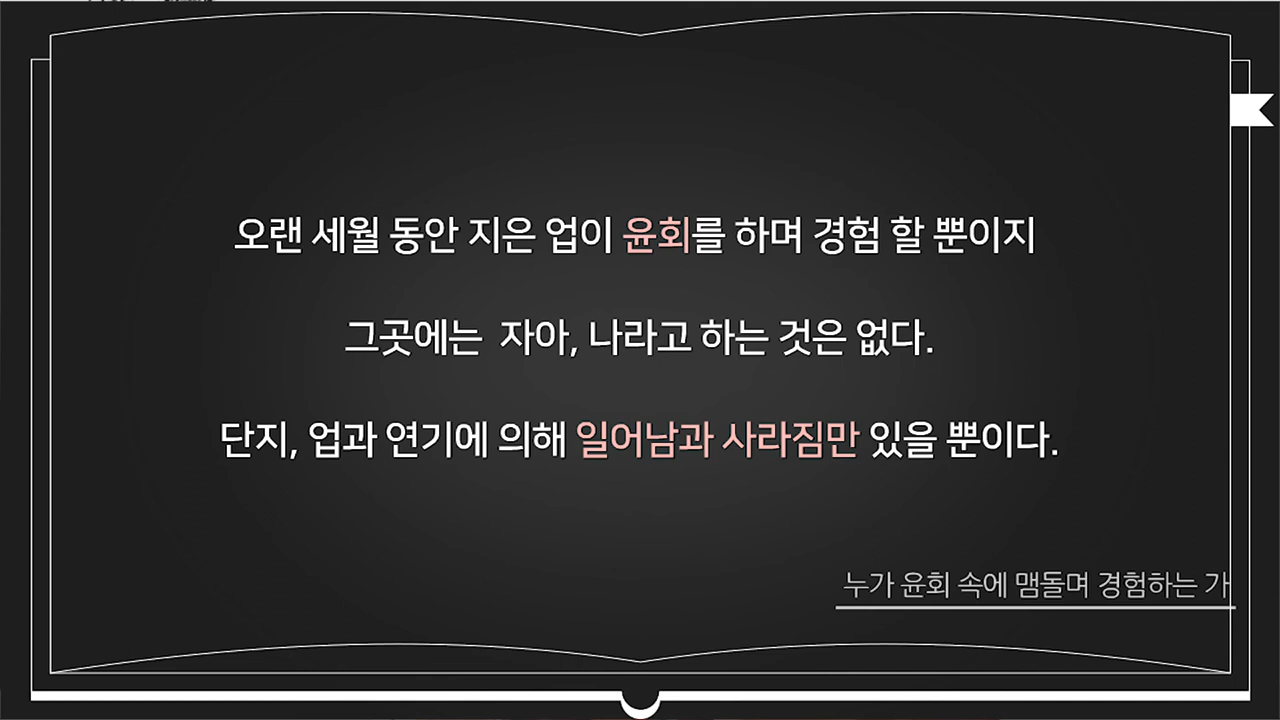 오랜 세월 동안 지은 업이 윤회를 하며 경험 할 뿐이지
그곳에는 자아, 나라고 하는 것은 없다.
단지, 업과 연기에 의해 일어남과 사라짐만 있을 뿐이다.
누가 윤회 속에 맴돌며 경험하는 가